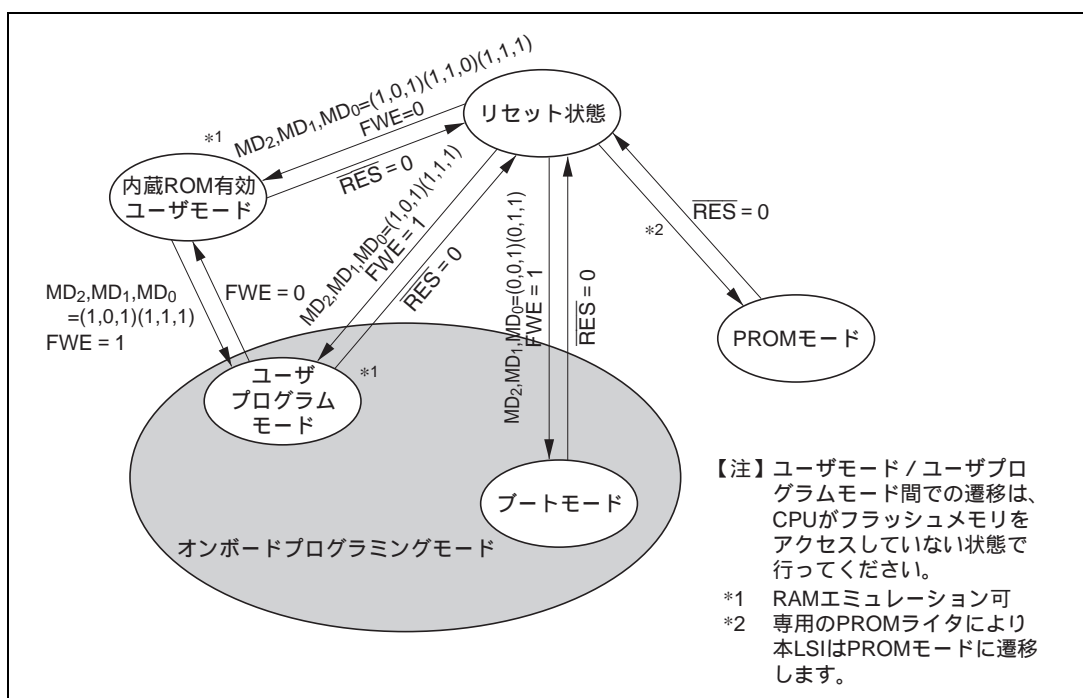 リセット状態
MD2,MD1,MD0=(1,0,1)(1,1,0)(1,1,1)
FWE=0
RES = 0
*1
内蔵ROM有効
ユーザモード
MD2,MD1,MD0=(1,0,1)(1,1,1)
FWE = 1
RES = 0
MD2,MD1,MD0=(0,0,1)(0,1,1)
FWE = 1
RES = 0
*2
RES = 0
PROMモード
MD2,MD1,MD0
=(1,0,1)(1,1,1)
FWE = 1
FWE = 0
ユーザ
プログラム
モード
*1
ブートモード
オンボードプログラミングモード
【注】ユーザモード / ユーザプロ
グラムモード間での遷移は、
CPUがフラッシュメモリを
アクセスしていない状態で
行ってください。
*1 RAMエミュレーション可
*2 専用のPROMライタにより
本LSIはPROMモードに遷移
します。